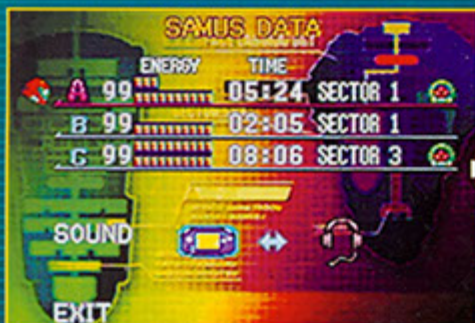 SAMUS DATA
ENERGY TIME
A 99 05:24 SECTOR 1
B 99 02:05 SECTOR 1
C 99 08:06 SECTOR 3
SOUND
EXIT